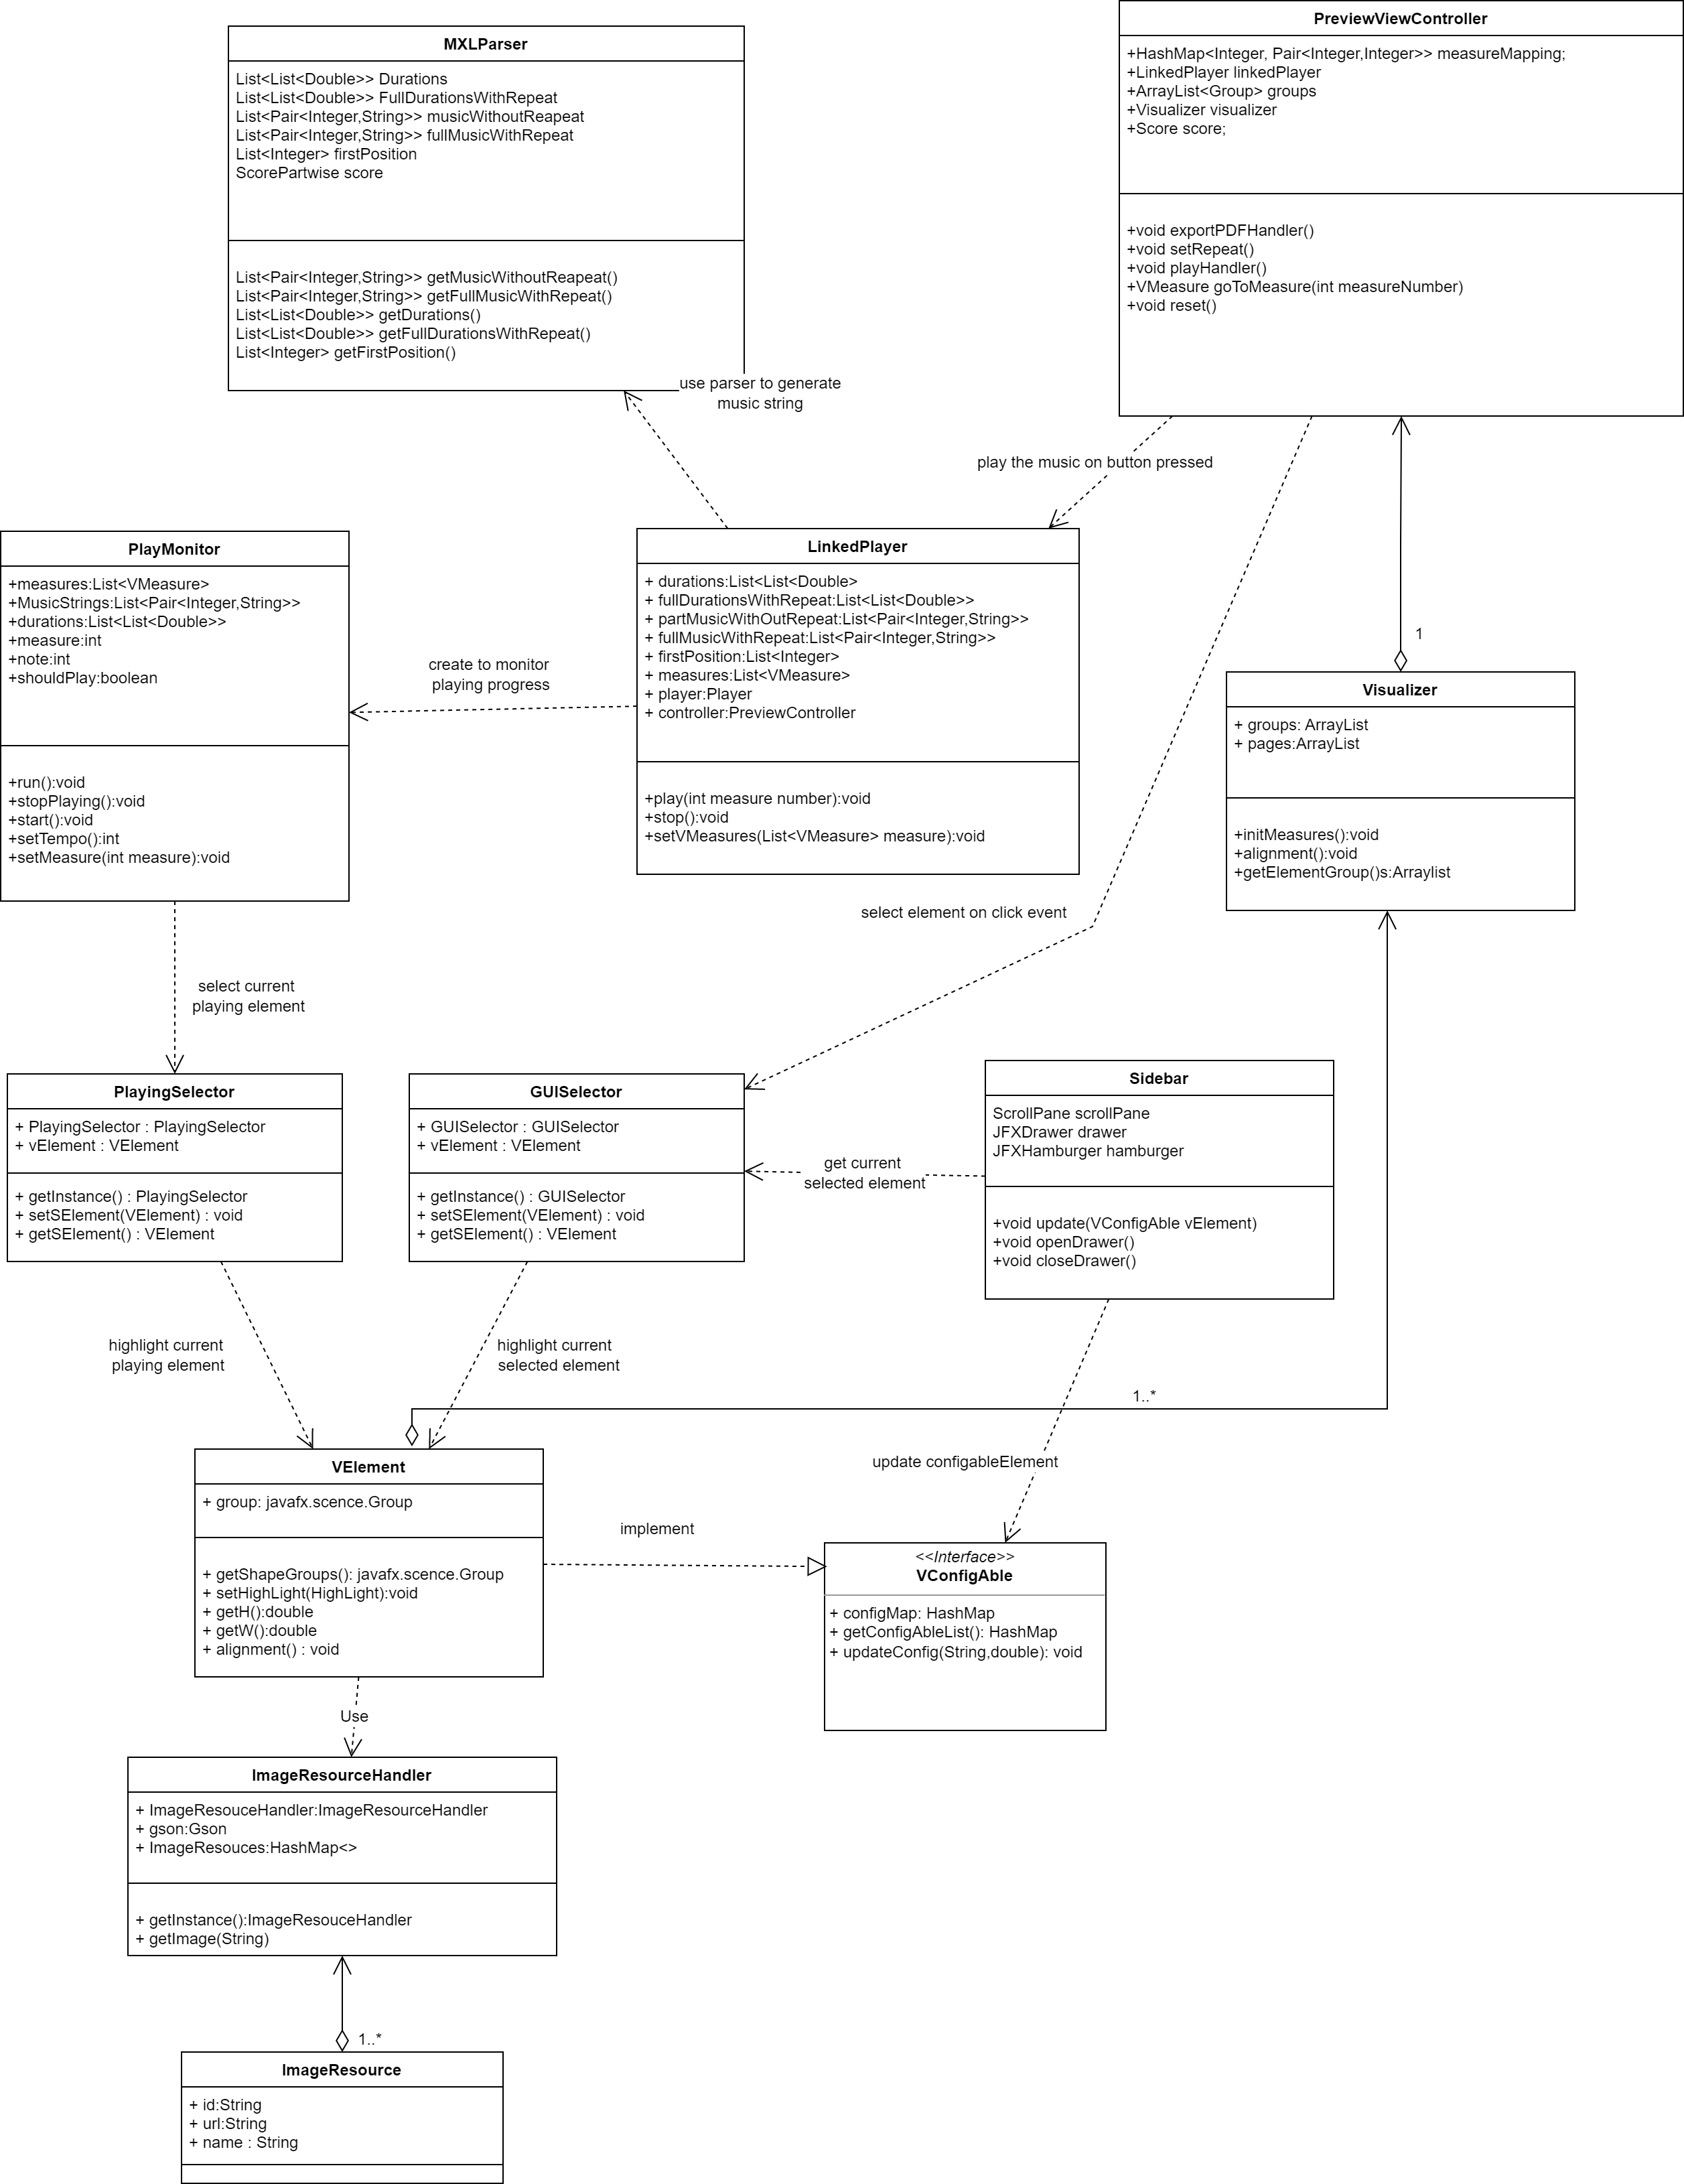 PreviewViewController
+HashMap<Integer, Pair<Integer,Integer>> measureMapping;
+LinkedPlayer linkedPlayer
+ArrayList<Group> groups
+Visualizer visualizer
+Score score;
+void exportPDFHandler()
+void setRepeat()
+void playHandler()
+VMeasure goToMeasure(int measureNumber)
+void reset()
MXLParser
List<List<Double>> Durations
List<List<Double>> FullDurationsWithRepeat
List<Pair<Integer,String>> musicWithoutReapeat
List<Pair<Integer,String>> fullMusicWithRepeat
List<Integer> firstPosition
ScorePartwise score
List<Pair<Integer,String>> getMusicWithoutReapeat()
List<Pair<Integer,String>> getFullMusicWithRepeat()
List<List<Double>> getDurations()
List<List<Double>> getFullDurationsWithRepeat()
List<Integer> getFirstPosition()
use parser to generate
music string
play the music on button pressed
PlayMonitor
+measures:List<VMeasure>
+MusicStrings:List<Pair<Integer,String>>
+durations:List<List<Double>>
+measure:int
+note:int
+shouldPlay:boolean
+run():void
+stopPlaying():void
+start():void
+setTempo():int
+setMeasure(int measure):void
create to monitor
playing progress
LinkedPlayer
+ durations:List<List<Double>
+ fullDurationsWithRepeat:List<List<Double>>
+ partMusicWithOutRepeat:List<Pair<Integer,String>>
+ fullMusicWithRepeat:List<Pair<Integer,String>>
+ firstPosition:List<Integer>
+ measures:List<VMeasure>
+ player:Player
+ controller:PreviewController
+play(int measure number):void
+stop():void
+setVMeasures(List<VMeasure> measure):void
1
Visualizer
+ groups: ArrayList
+ pages:ArrayList
+initMeasures():void
+alignment():void
+getElementGroup()s:Arraylist
select element on click event
select current
playing element
PlayingSelector
+ PlayingSelector : PlayingSelector
+ vElement : VElement
+ getInstance() : PlayingSelector
+ setSElement(VElement) : void
+ getSElement() : VElement
GUISelector
+ GUISelector : GUISelector
+ vElement : VElement
+ getInstance() : GUISelector
+ setSElement(VElement) : void
+ getSElement() : VElement
get current
selected element
Sidebar
ScrollPane scrollPane
JFXDrawer drawer
JFXHamburger hamburger
+void update(VConfigAble vElement)
+void openDrawer()
+void closeDrawer()
highlight current
playing element
highlight current
selected element
1..*
update configableElement
VElement
+ group: javafx.scence.Group
+ getShapeGroups(): javafx.scence.Group
+ setHighLight(HighLight):void
+ getH():double
+ getW():double
+ alignment() : void
implement
<<Interface>>
VConfigAble
+ configMap: HashMap
+ getConfigAbleList(): HashMap
+ updateConfig(String,double): void
Use
ImageResourceHandler
+ ImageResouceHandler:ImageResourceHandler
+ gson:Gson
+ ImageResouces:HashMap<>
+ getInstance():ImageResouceHandler
+ getImage(String)
1..*
ImageResource
+ id:String
+ url:String
+ name : String